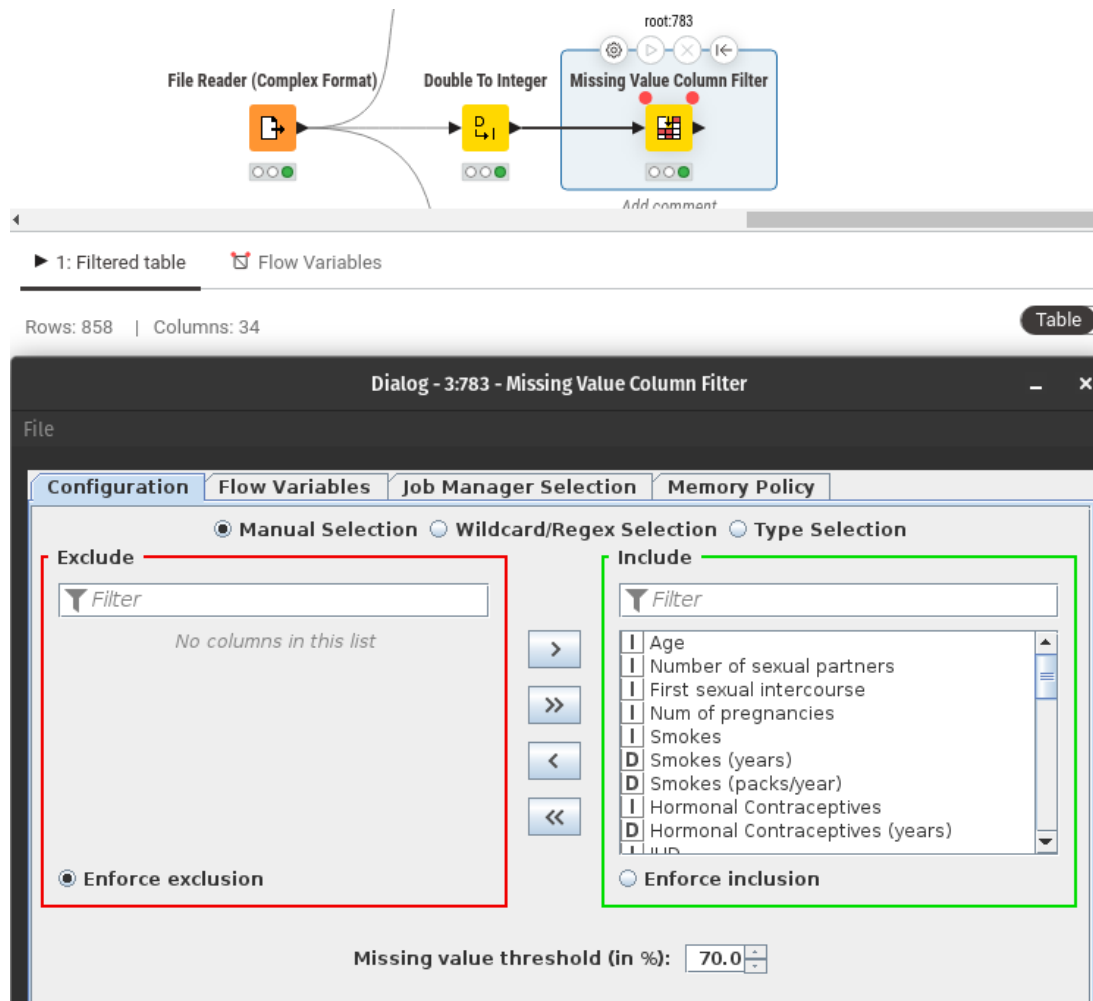 root:783
File Reader (Complex Format)
Double To Integer
Missing Value Column Filter
D
I
Add comment
1: Filtered table
Flow Variables
Rows: 858 | Columns: 34
Table
Dialog - 3:783 - Missing Value Column Filter
File
Configuration
Flow Variables
Job Manager Selection
Memory Policy
Manual Selection
Wildcard/Regex Selection
Type Selection
Exclude
Include
Filter
Filter
No columns in this list
I Age
I Number of sexual partners
I First sexual intercourse
I Num of pregnancies
I Smokes
D Smokes (years)
D Smokes (packs/year)
I Hormonal Contraceptives
D Hormonal Contraceptives (years)
I IUD
Enforce exclusion
Enforce inclusion
Missing value threshold (in %): 70.0